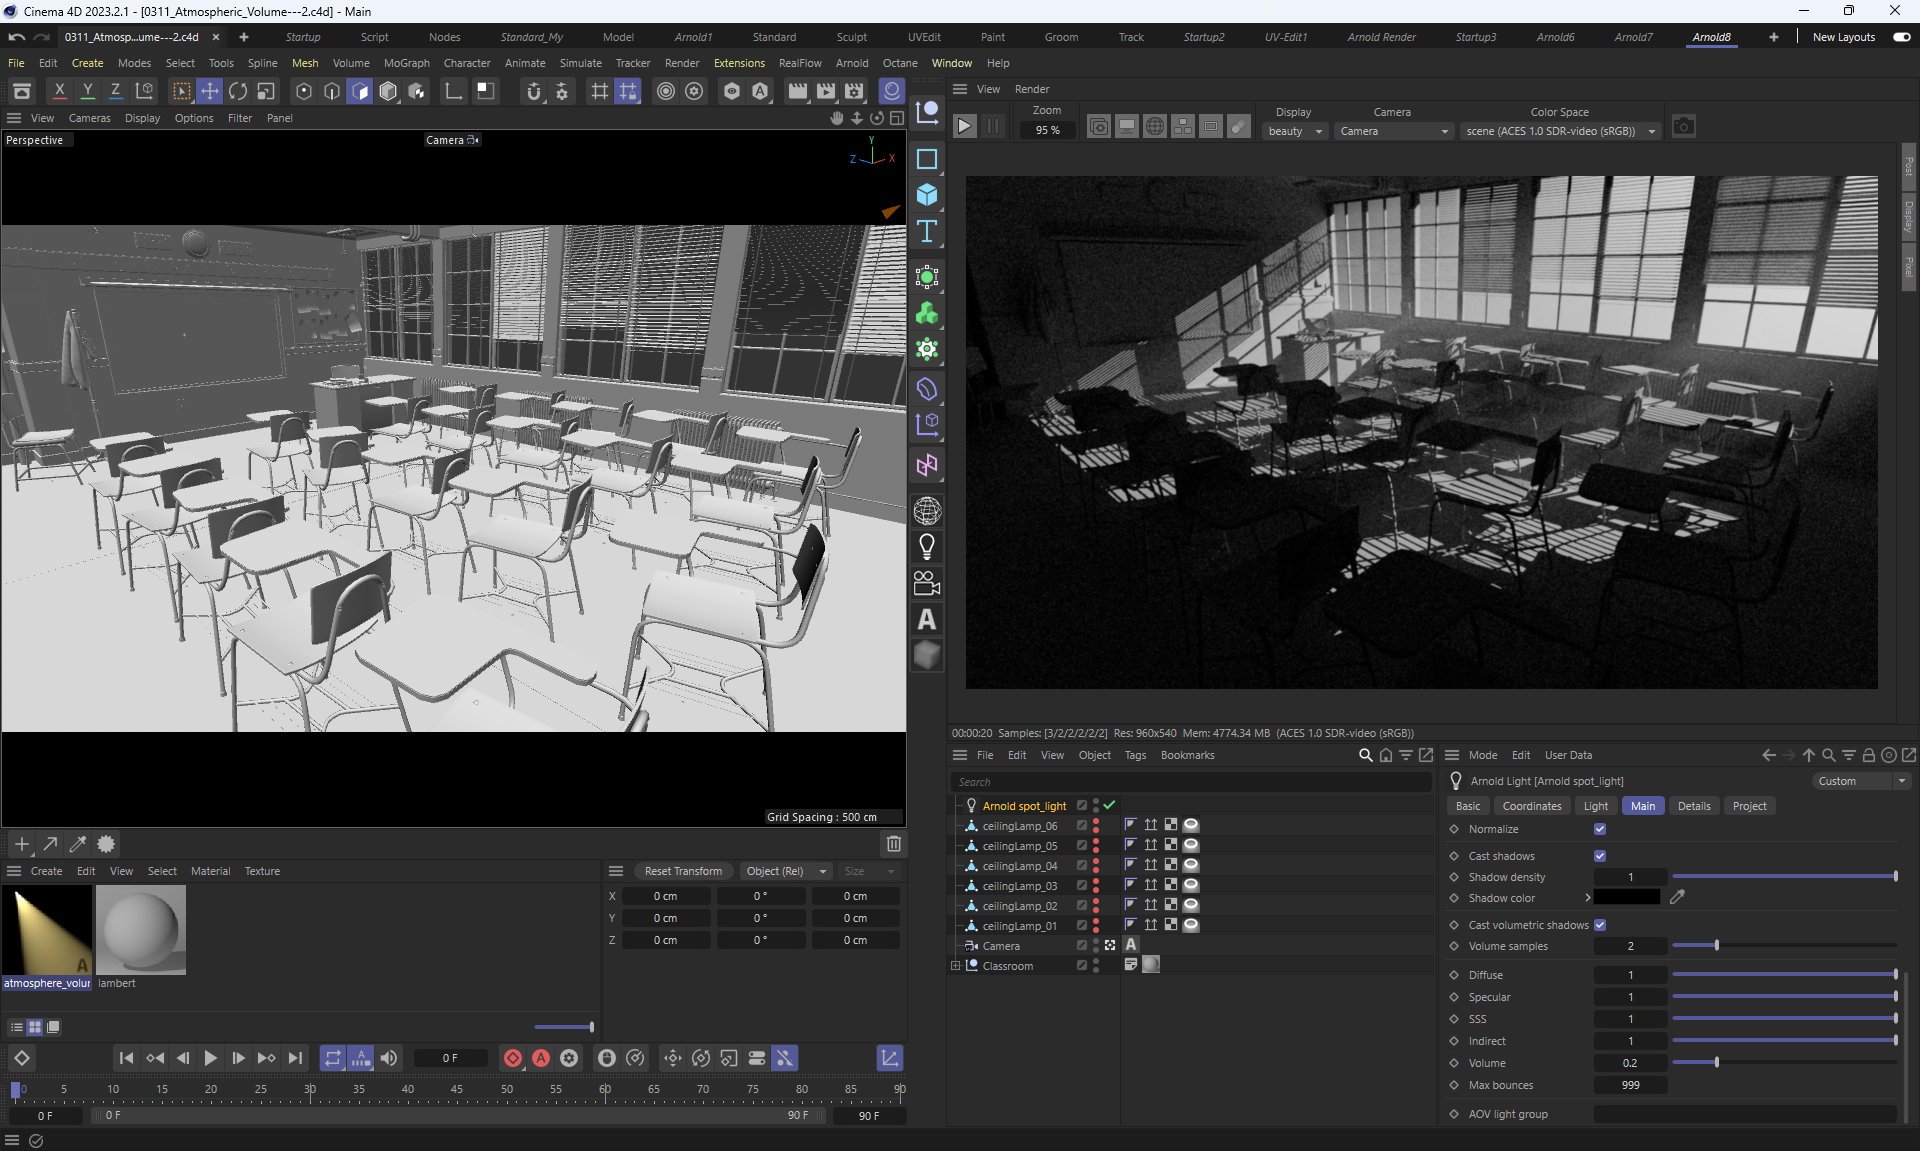 Cinema 4D 2023.2.1 - [0311_Atmospheric_Volume---2.c4d] - Main
0311_Atmosp...ume---2.c4d × + Startup Script Nodes Standard_My Model Arnold1 Standard Sculpt UVEdit Paint Groom Track Startup2 UV-Edit1 Arnold Render Startup3 Arnold6 Arnold7 Arnold8 + New Layouts
File Edit Create Modes Select Tools Spline Mesh Volume MoGraph Character Animate Simulate Tracker Render Extensions RealFlow Arnold Octane Window Help
X Y Z
View Render
View Cameras Display Options Filter Panel
Zoom
95 %
Display
beauty
Camera
Camera
Color Space
scene (ACES 1.0 SDR-video (sRGB))
Perspective
Camera
Y
Z X
Post
Display
Pixel
Grid Spacing : 500 cm
00:00:20 Samples: [3/2/2/2/2/2] Res: 960x540 Mem: 4774.34 MB (ACES 1.0 SDR-video (sRGB))
File Edit View Object Tags Bookmarks
Search
Arnold spot_light
ceilingLamp_06
ceilingLamp_05
ceilingLamp_04
ceilingLamp_03
ceilingLamp_02
ceilingLamp_01
Camera A
Classroom
Mode Edit User Data
Arnold Light [Arnold spot_light] Custom
Basic Coordinates Light Main Details Project
Normalize
Cast shadows
Shadow density 1
Shadow color
Cast volumetric shadows
Volume samples 2
Diffuse 1
Specular 1
SSS 1
Indirect 1
Volume 0.2
Max bounces 999
AOV light group
Create Edit View Select Material Texture
A
atmosphere_volur lambert
Reset Transform Object (Rel) Size
X 0 cm 0 ° 0 cm
Y 0 cm 0 ° 0 cm
Z 0 cm 0 ° 0 cm
0 F
0 5 10 15 20 25 30 35 40 45 50 55 60 65 70 75 80 85 90
0 F 0 F 90 F 90 F